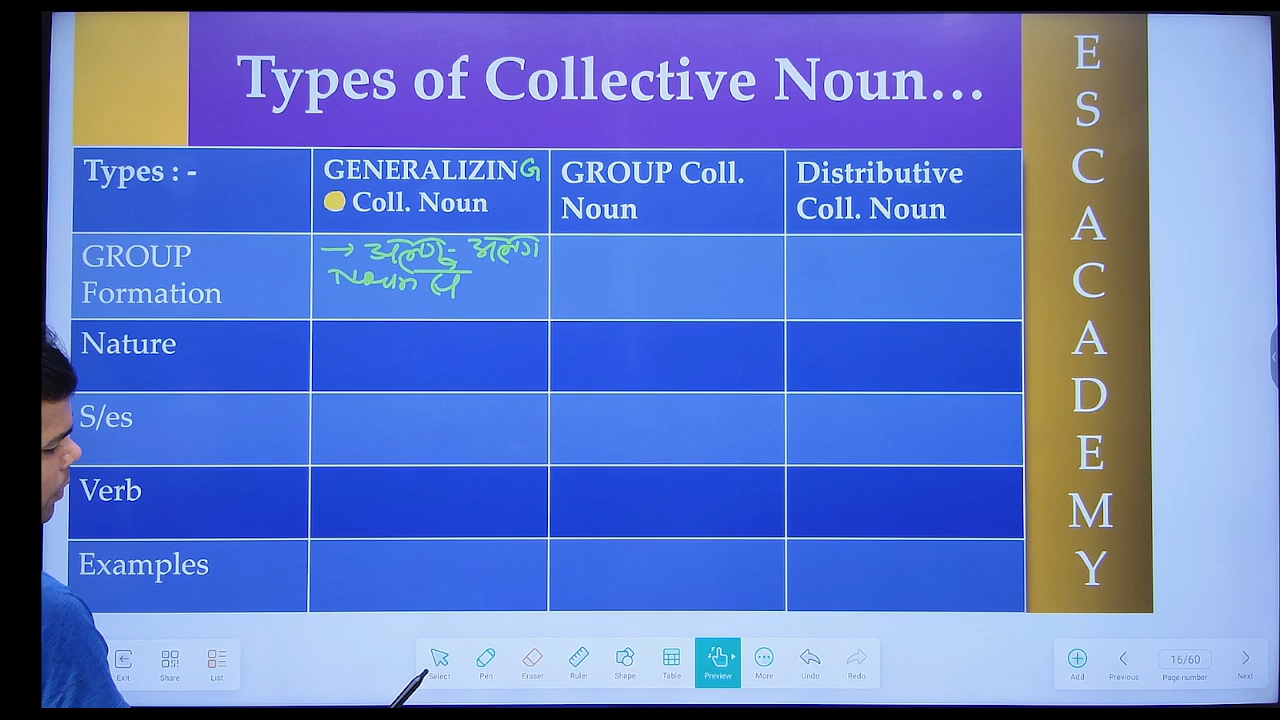 Types of Collective Noun...
Types : -
GENERALIZING
Coll. Noun
GROUP Coll.
Noun
Distributive
Coll. Noun
GROUP
Formation
→ अलग- अलग
Noun से
Nature
S/es
Verb
Examples
E
S
C
A
C
A
D
E
M
Y
Exit
Share
List
Select
Pen
Eraser
Ruler
Shape
Table
Preview
More
Undo
Redo
Add
Previous
16/60
Page number
Next